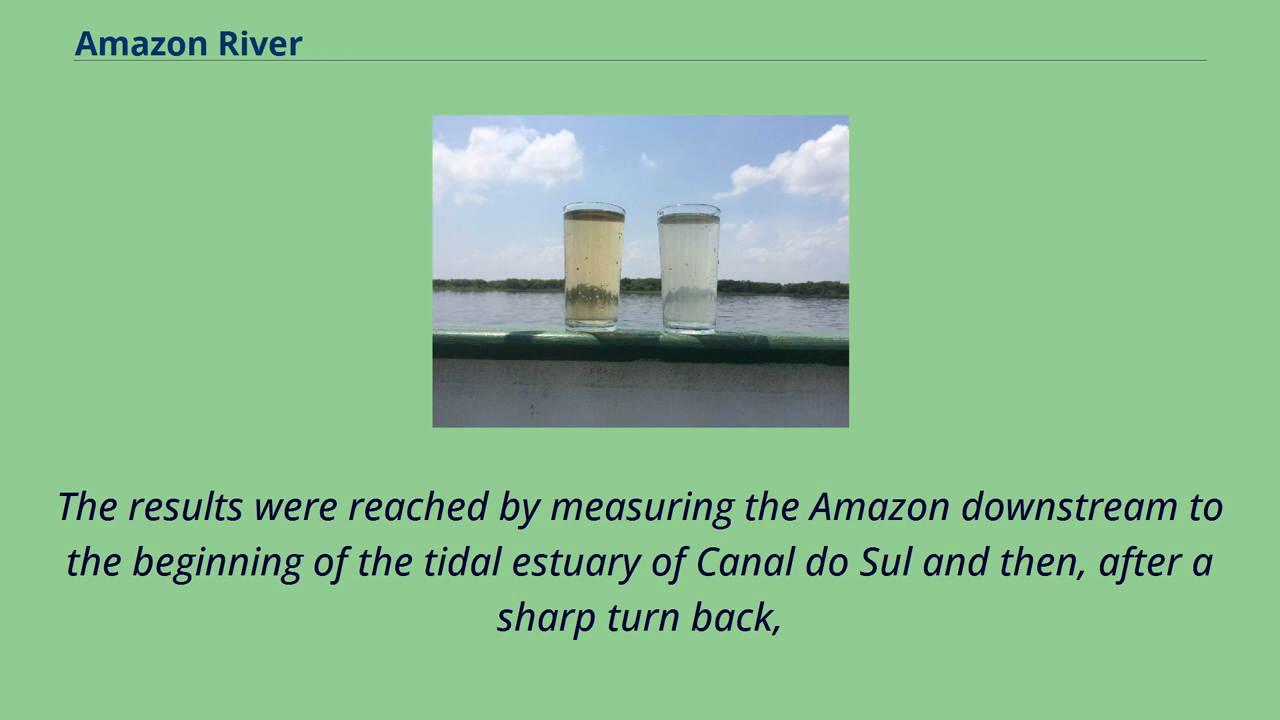 Amazon River
The results were reached by measuring the Amazon downstream to
the beginning of the tidal estuary of Canal do Sul and then, after a
sharp turn back,